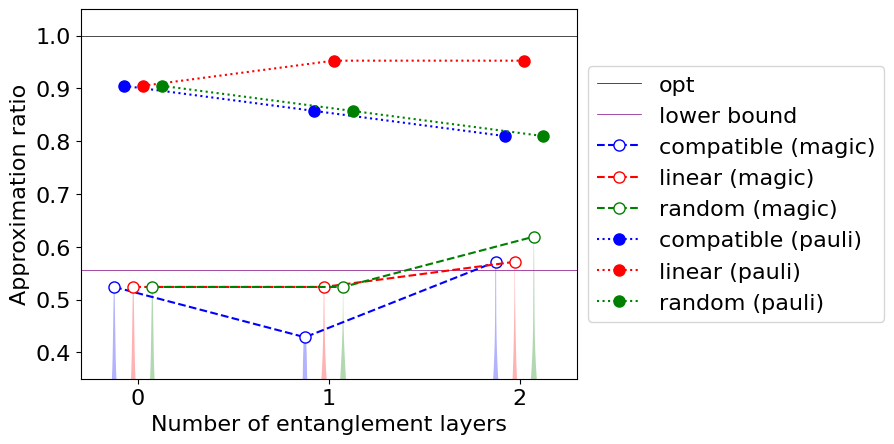 1.0
0.9
0.8
0.7
0.6
0.5
0.4
Approximation ratio
0 1 2
Number of entanglement layers
opt
lower bound
compatible (magic)
linear (magic)
random (magic)
compatible (pauli)
linear (pauli)
random (pauli)